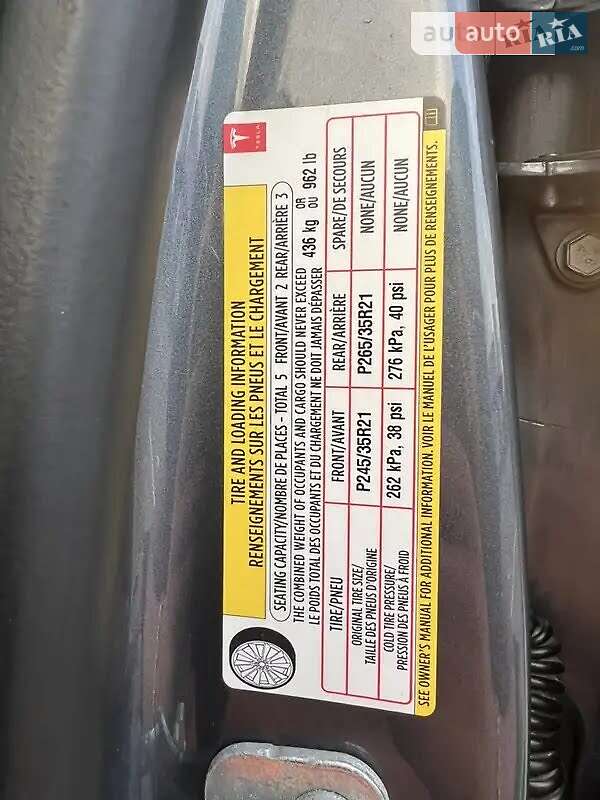 auto
RIA
.com
TESLA
TIRE AND LOADING INFORMATION
RENSEIGNEMENTS SUR LES PNEUS ET LE CHARGEMENT
SEATING CAPACITY/NOMBRE DE PLACES - TOTAL 5 FRONT/AVANT 2 REAR/ARRIÈRE 3
THE COMBINED WEIGHT OF OCCUPANTS AND CARGO SHOULD NEVER EXCEED
LE POIDS TOTAL DES OCCUPANTS ET DU CHARGEMENT NE DOIT JAMAIS DÉPASSER
436 kg OR OU 962 lb
TIRE/PNEU FRONT/AVANT REAR/ARRIÈRE SPARE/DE SECOURS
ORIGINAL TIRE SIZE/
TAILLE DES PNEUS D'ORIGINE
P245/35R21 P265/35R21 NONE/AUCUN
COLD TIRE PRESSURE/
PRESSION DES PNEUS À FROID
262 kPa, 38 psi 276 kPa, 40 psi NONE/AUCUN
SEE OWNER'S MANUAL FOR ADDITIONAL INFORMATION. VOIR LE MANUEL DE L'USAGER POUR PLUS DE RENSEIGNEMENTS.